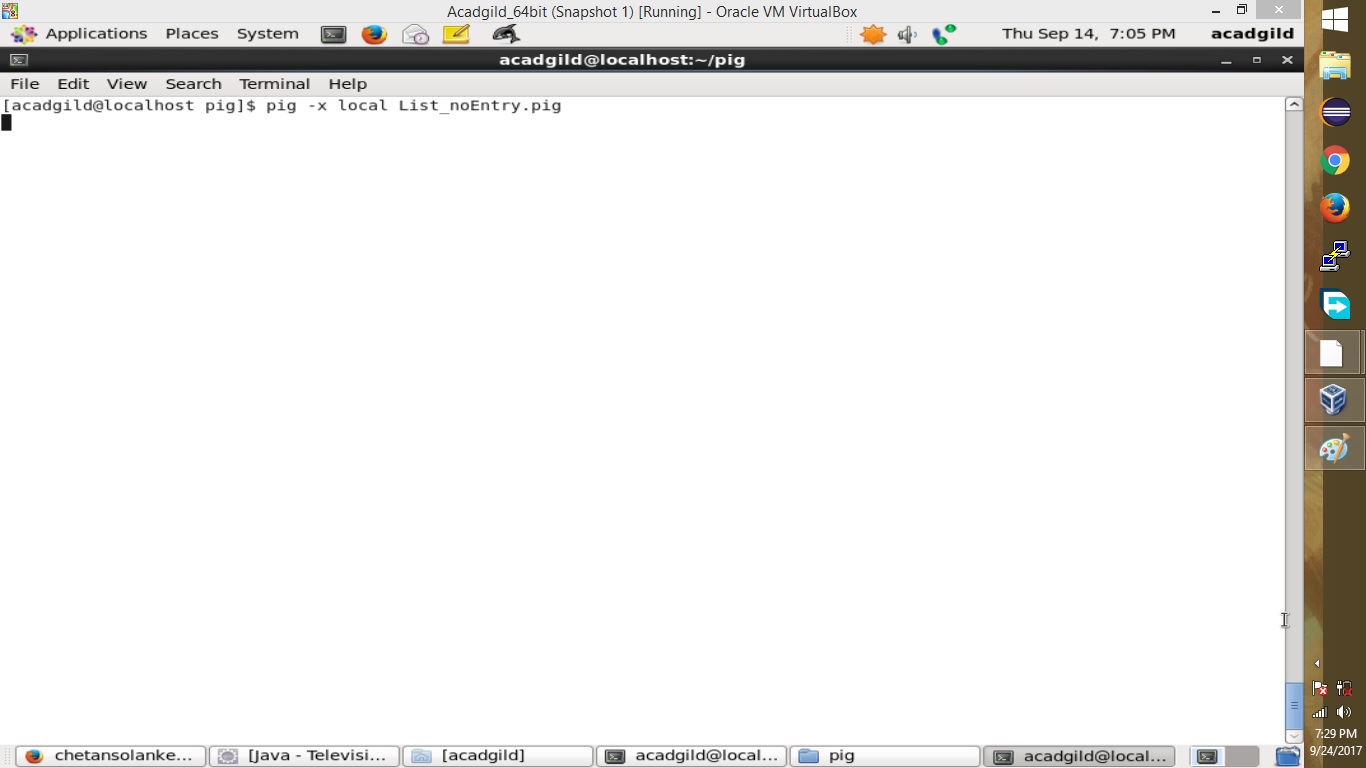 Acadgild_64bit (Snapshot 1) [Running] - Oracle VM VirtualBox
Applications Places System Thu Sep 14, 7:05 PM acadgild
acadgild@localhost:~/pig
File Edit View Search Terminal Help
[acadgild@localhost pig]$ pig -x local List_noEntry.pig
7:29 PM
9/24/2017
chetansolanke... [Java - Televisi... [acadgild] acadgild@local... pig acadgild@local...